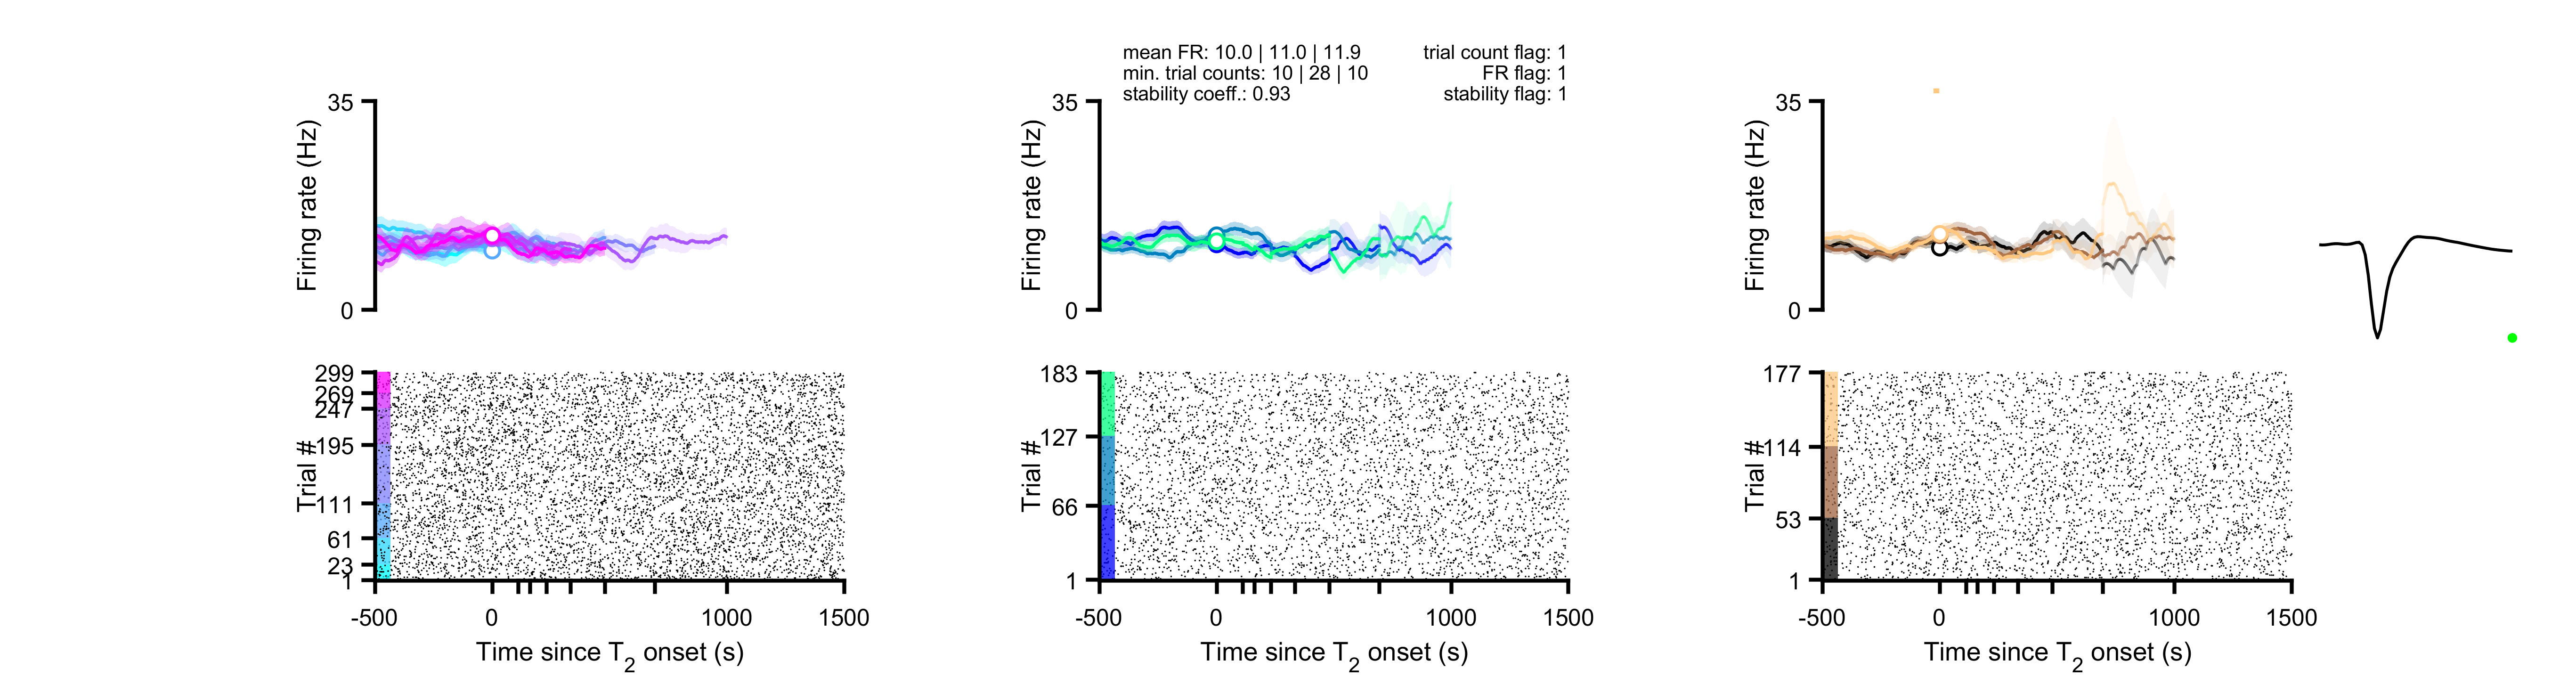 mean FR: 10.0 | 11.0 | 11.9
min. trial counts: 10 | 28 | 10
stability coeff.: 0.93
trial count flag: 1
FR flag: 1
stability flag: 1
35
Firing rate (Hz)
0
35
Firing rate (Hz)
0
35
Firing rate (Hz)
0
299
269
247
195
111
61
23
1
Trial #
-500
0
1000
1500
Time since T2 onset (s)
183
127
66
1
Trial #
-500
0
1000
1500
Time since T2 onset (s)
177
114
53
1
Trial #
-500
0
1000
1500
Time since T2 onset (s)